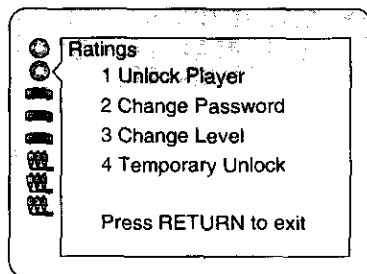 Ratings
1 Unlock Player
2 Change Password
3 Change Level
4 Temporary Unlock
Press RETURN to exit